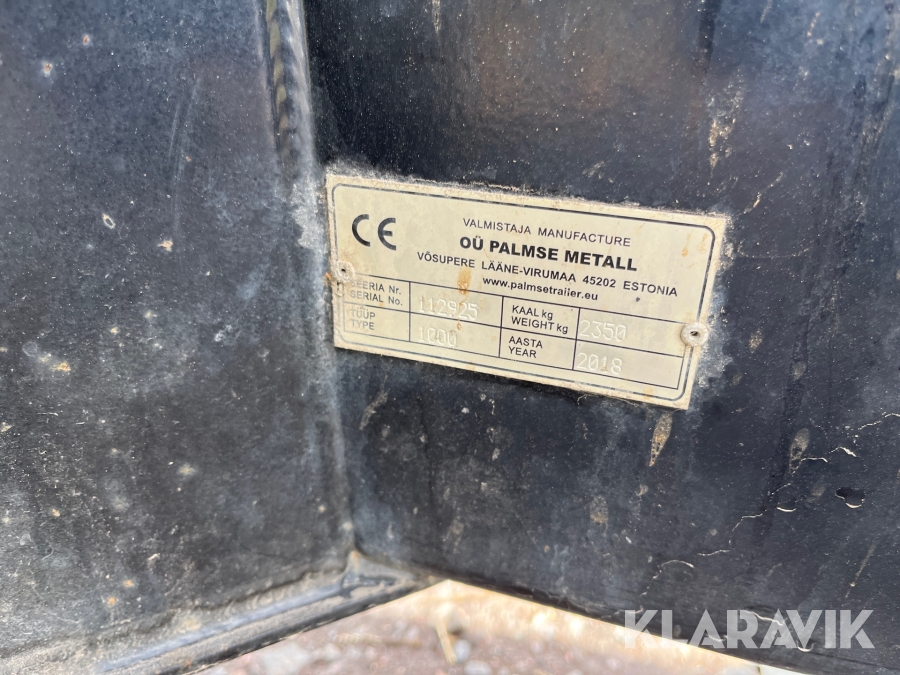 CE
VALMISTAJA MANUFACTURE
OÜ PALMSE METALL
VÕSUPERE LÄÄNE-VIRUMAA 45202 ESTONIA
www.palmsetrailer.eu
SEERIA Nr. 112925 KAAL kg 2350
SERIAL No. WEIGHT kg
TÜÜP 1000 AASTA 2018
TYPE YEAR
KLARAVIK